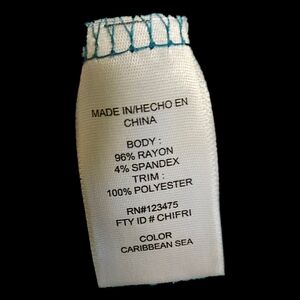 MADE IN/HECHO EN
CHINA
BODY :
96% RAYON
4% SPANDEX
TRIM :
100% POLYESTER
RN#123475
FTY ID # CHIFRI
COLOR
CARIBBEAN SEA